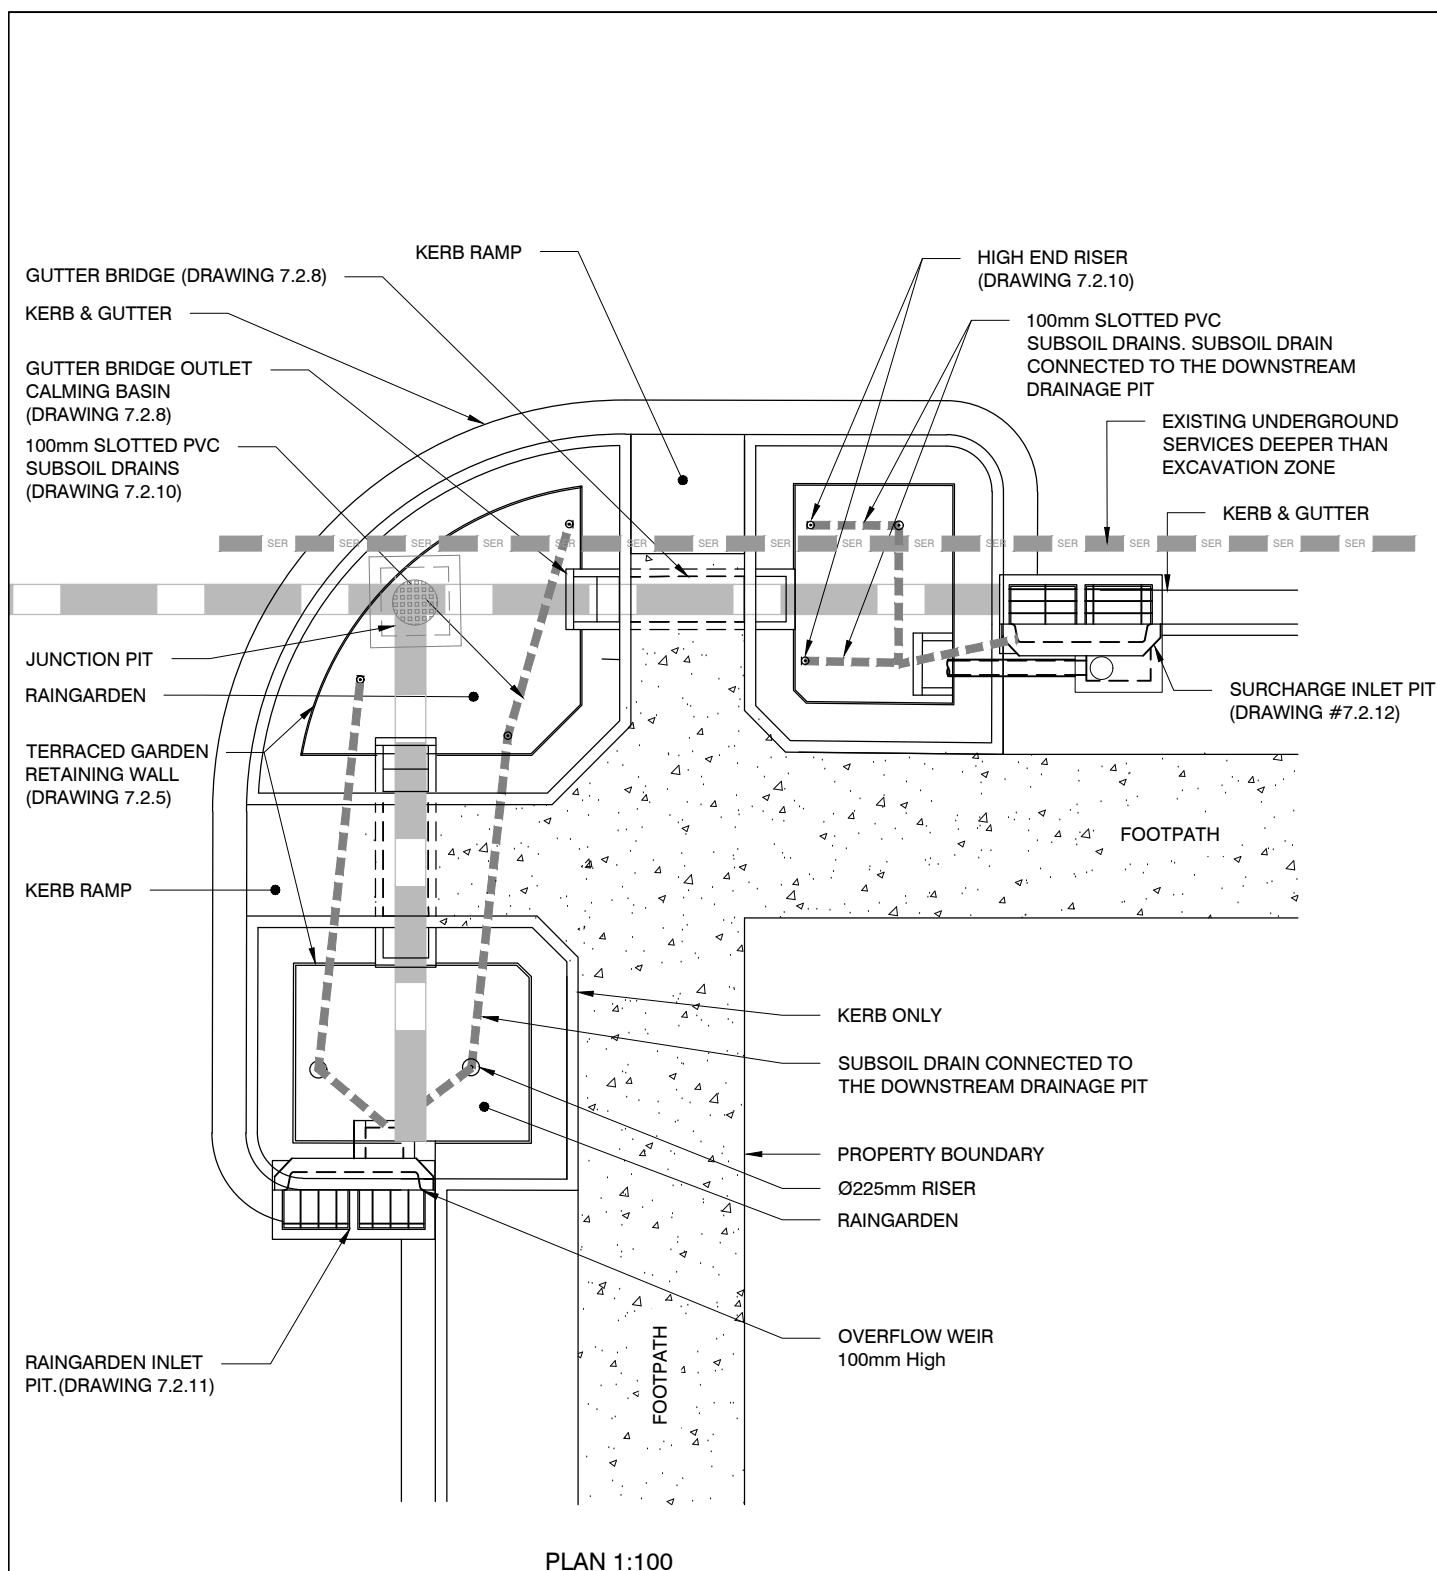 KERB RAMP
GUTTER BRIDGE (DRAWING 7.2.8)
KERB & GUTTER
GUTTER BRIDGE OUTLET
CALMING BASIN
(DRAWING 7.2.8)
100mm SLOTTED PVC
SUBSOIL DRAINS
(DRAWING 7.2.10)
HIGH END RISER
(DRAWING 7.2.10)
100mm SLOTTED PVC
SUBSOIL DRAINS. SUBSOIL DRAIN
CONNECTED TO THE DOWNSTREAM
DRAINAGE PIT
EXISTING UNDERGROUND
SERVICES DEEPER THAN
EXCAVATION ZONE
KERB & GUTTER
SER SER SER SER SER SER SER SER SER SER SER SER SER SER SER SER
JUNCTION PIT
RAINGARDEN
SURCHARGE INLET PIT
(DRAWING #7.2.12)
TERRACED GARDEN
RETAINING WALL
(DRAWING 7.2.5)
FOOTPATH
KERB RAMP
KERB ONLY
SUBSOIL DRAIN CONNECTED TO
THE DOWNSTREAM DRAINAGE PIT
PROPERTY BOUNDARY
Ø225mm RISER
RAINGARDEN
OVERFLOW WEIR
100mm High
FOOTPATH
RAINGARDEN INLET
PIT.(DRAWING 7.2.11)
PLAN 1:100